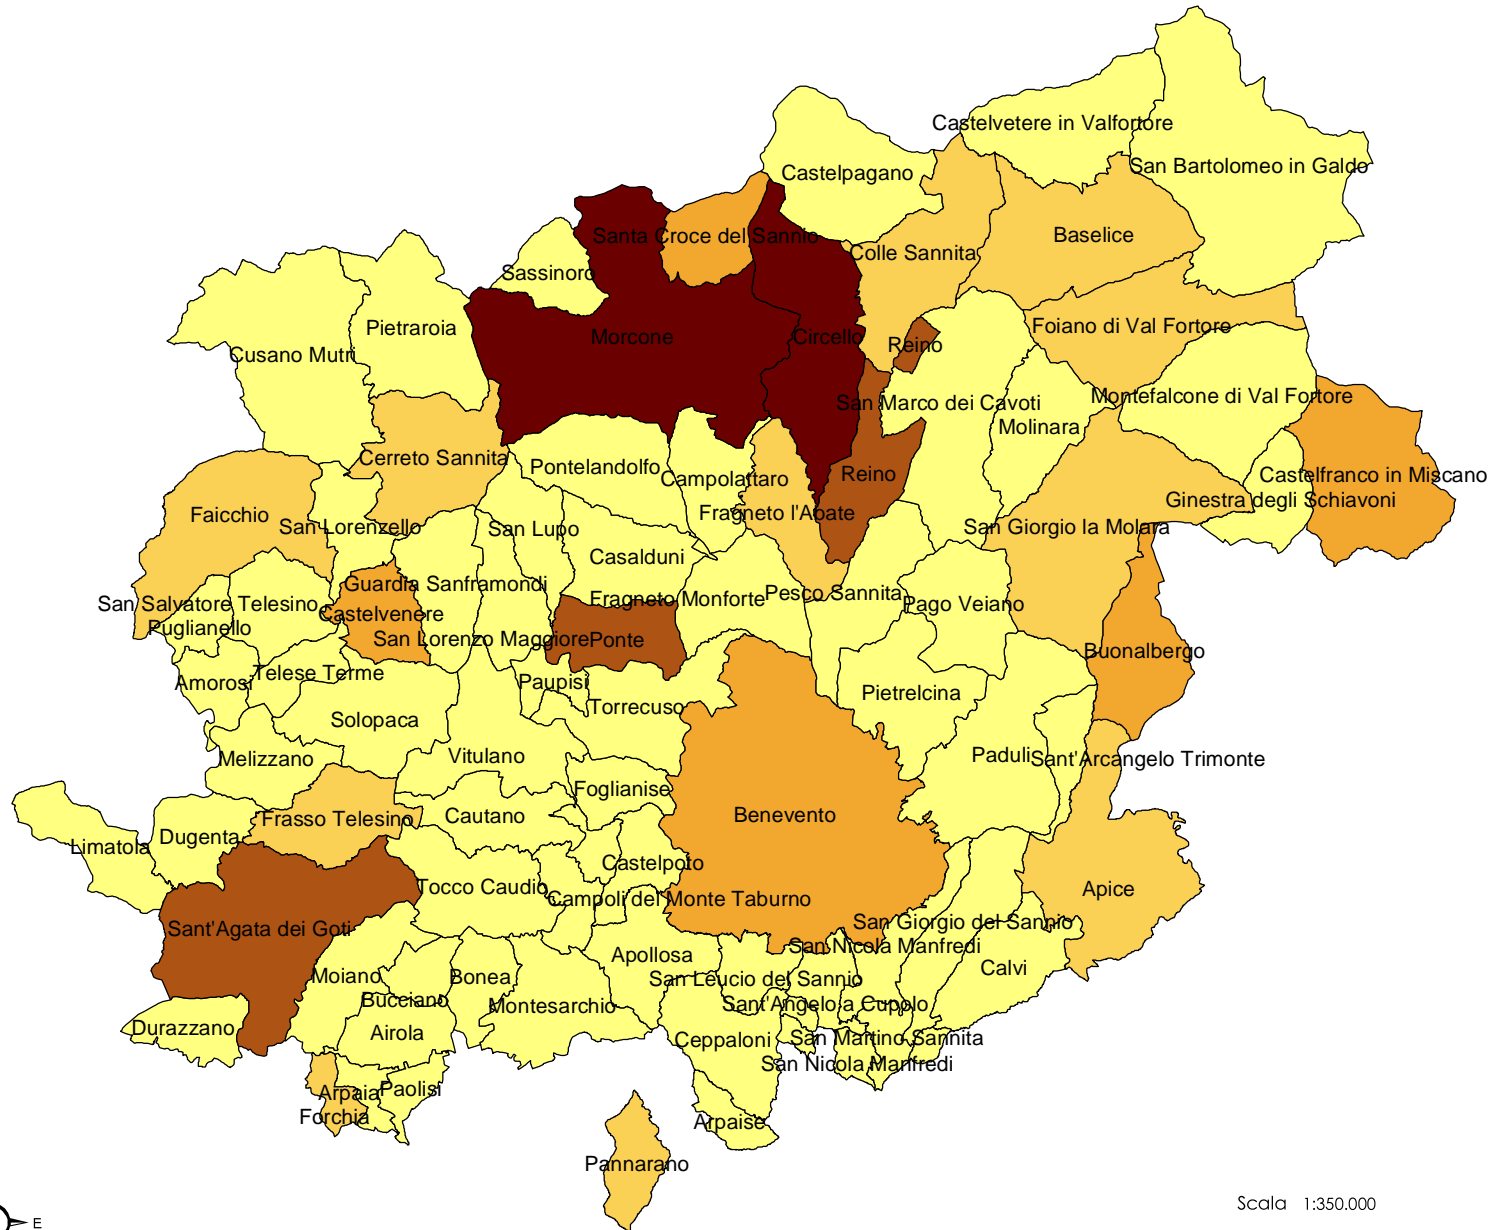 Castelvetere in Valfortore
San Bartolomeo in Galdo
Castelpagano
Santa Croce del Sannio
Baselice
Colle Sannita
Sassinoro
Pietraroia
Foiano di Val Fortore
Morcone
Circello
Reino
Cusano Mutri
Montefalcone di Val Fortore
San Marco dei Cavoti
Molinara
Cerreto Sannita
Pontelandolfo
Campolattaro
Reino
Castelfranco in Miscano
Ginestra degli Schiavoni
Faicchio
Fragneto l'Abate
San Lorenzello
San Lupo
San Giorgio la Molara
Casalduni
Guardia Sanframondi
Pesco Sannita
Fragneto Monforte
San Salvatore Telesino
Pago Veiano
Castelvenere
Puglianello
San Lorenzo Maggiore
Ponte
Buonalbergo
Telese Terme
Amorosi
Paupisi
Pietrelcina
Torrecuso
Solopaca
Vitulano
Paduli
Sant'Arcangelo Trimonte
Melizzano
Foglianise
Benevento
Cautano
Frasso Telesino
Dugenta
Limatola
Castelpoto
Tocco Caudio
Apice
Campoli del Monte Taburno
San Giorgio del Sannio
Sant'Agata dei Goti
San Nicola Manfredi
Apollosa
Calvi
Moiano
Bonea
San Leucio del Sannio
Bucciano
Montesarchio
Sant'Angelo a Cupolo
Durazzano
Airola
Ceppaloni
San Martino Sannita
San Nicola Manfredi
Paolisi
Arpaia
Forchia
Arpaise
Pannarano
Scala 1:350.000
E